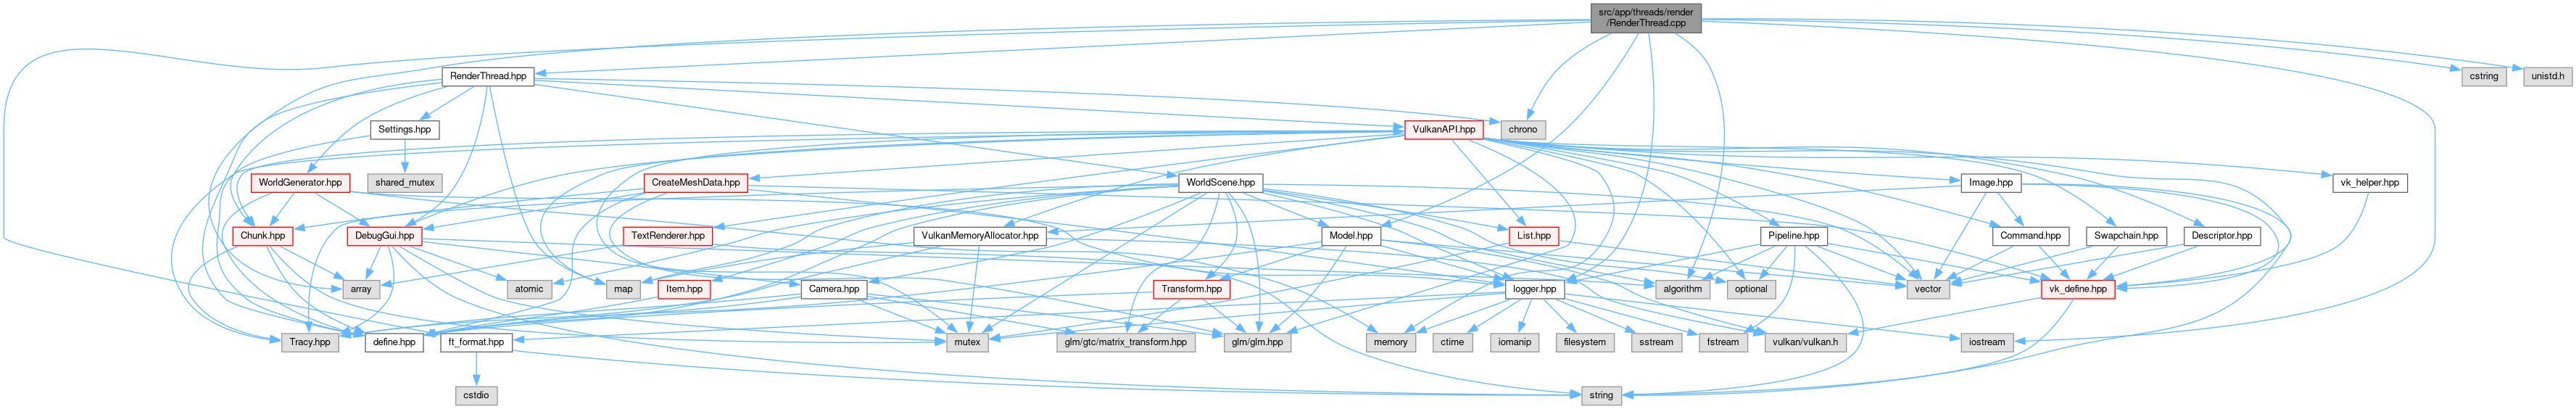 src/app/threads/render
/RenderThread.cpp
RenderThread.hpp
cstring
unistd.h
Settings.hpp
VulkanAPI.hpp
chrono
WorldGenerator.hpp
shared_mutex
CreateMeshData.hpp
WorldScene.hpp
Image.hpp
vk_helper.hpp
Chunk.hpp
DebugGui.hpp
TextRenderer.hpp
VulkanMemoryAllocator.hpp
Model.hpp
List.hpp
Pipeline.hpp
Command.hpp
Swapchain.hpp
Descriptor.hpp
array
atomic
map
Item.hpp
Camera.hpp
Transform.hpp
logger.hpp
algorithm
optional
vector
vk_define.hpp
Tracy.hpp
define.hpp
ft_format.hpp
mutex
glm/gtc/matrix_transform.hpp
glm/glm.hpp
memory
ctime
iomanip
filesystem
sstream
fstream
vulkan/vulkan.h
iostream
cstdio
string